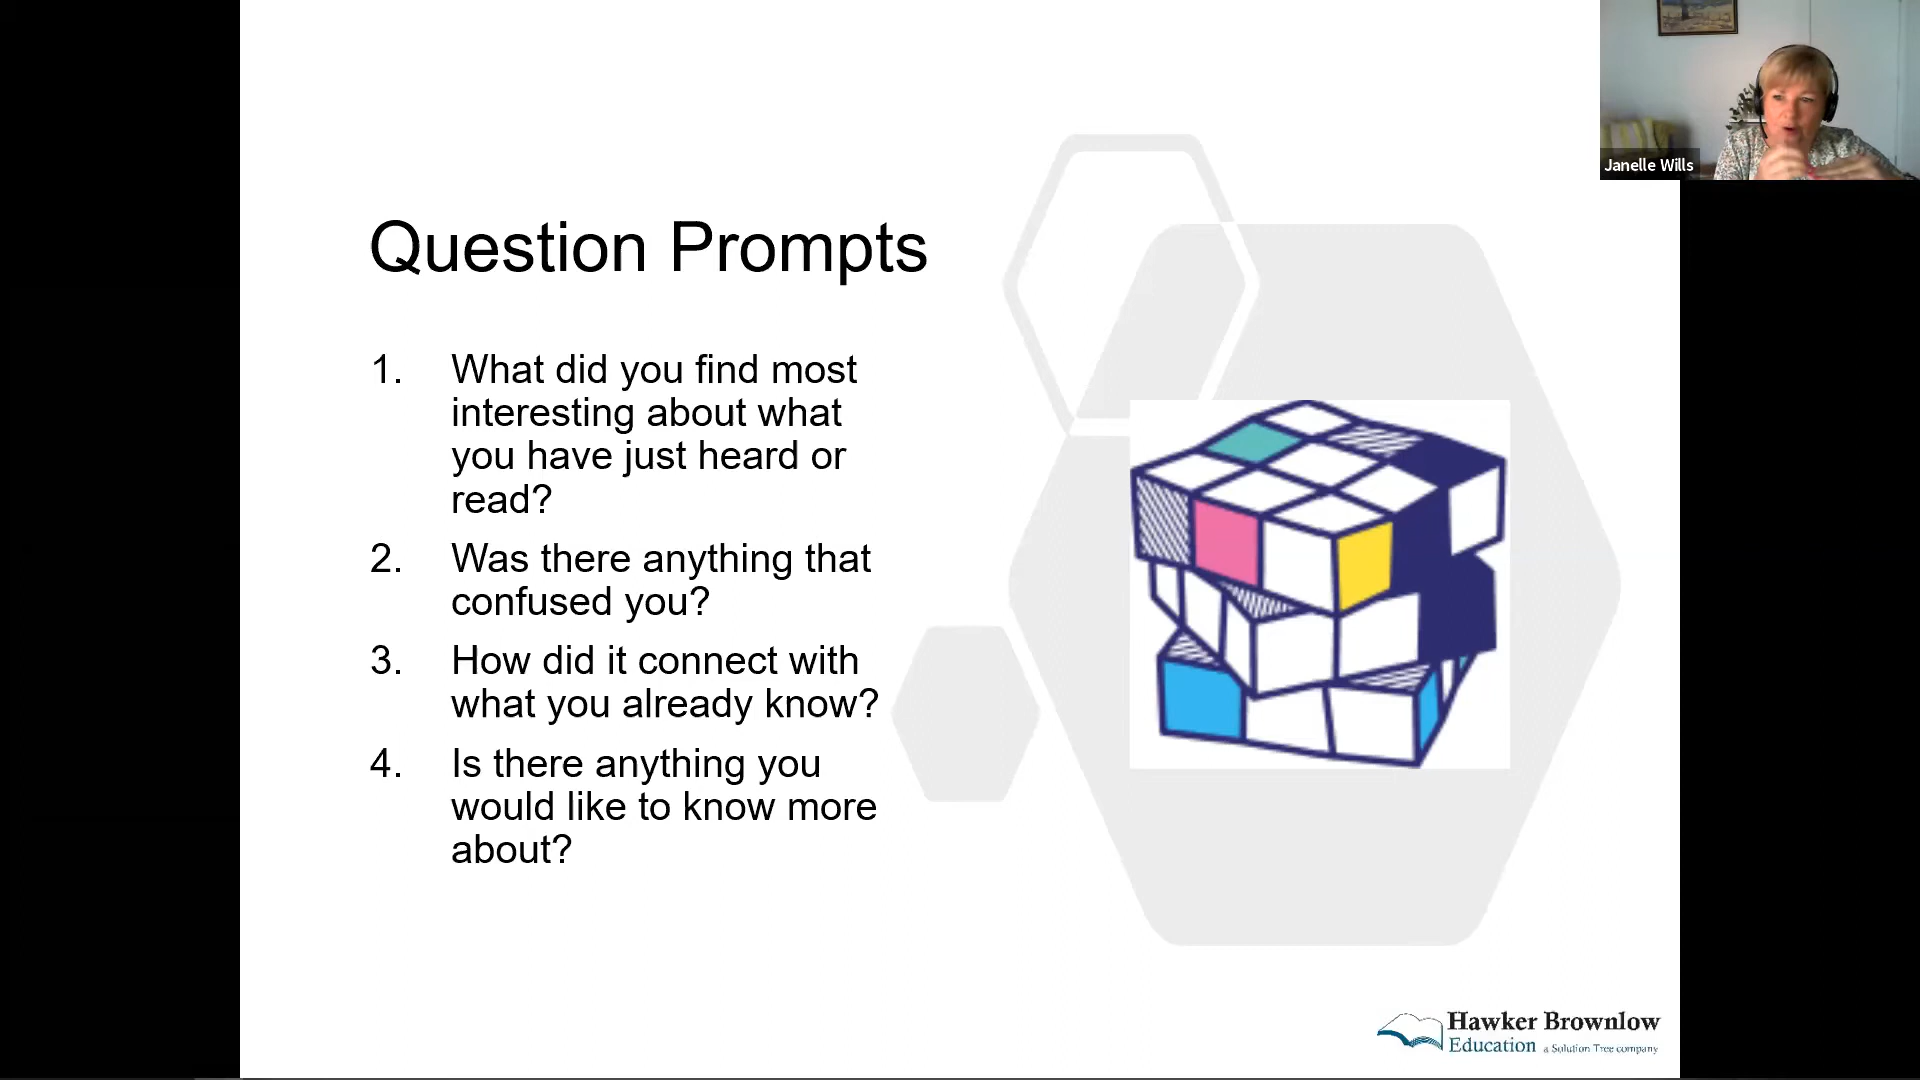 Janelle Wills
Question Prompts
1. What did you find most
interesting about what
you have just heard or
read?
2. Was there anything that
confused you?
3. How did it connect with
what you already know?
4. Is there anything you
would like to know more
about?
Hawker Brownlow
Education a Solution Tree company